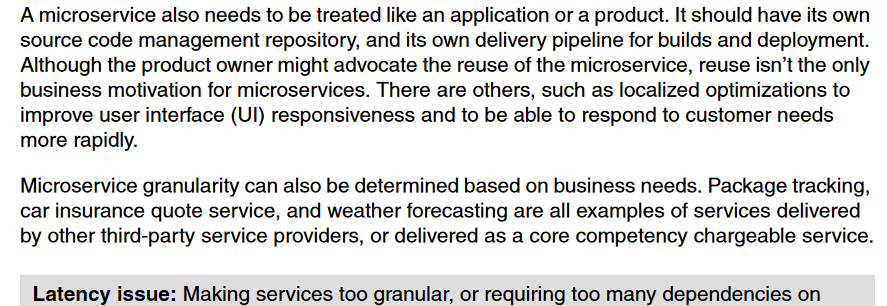 A microservice also needs to be treated like an application or a product. It should have its own
source code management repository, and its own delivery pipeline for builds and deployment.
Although the product owner might advocate the reuse of the microservice, reuse isn’t the only
business motivation for microservices. There are others, such as localized optimizations to
improve user interface (UI) responsiveness and to be able to respond to customer needs
more rapidly.
Microservice granularity can also be determined based on business needs. Package tracking,
car insurance quote service, and weather forecasting are all examples of services delivered
by other third-party service providers, or delivered as a core competency chargeable service.
Latency issue: Making services too granular, or requiring too many dependencies on